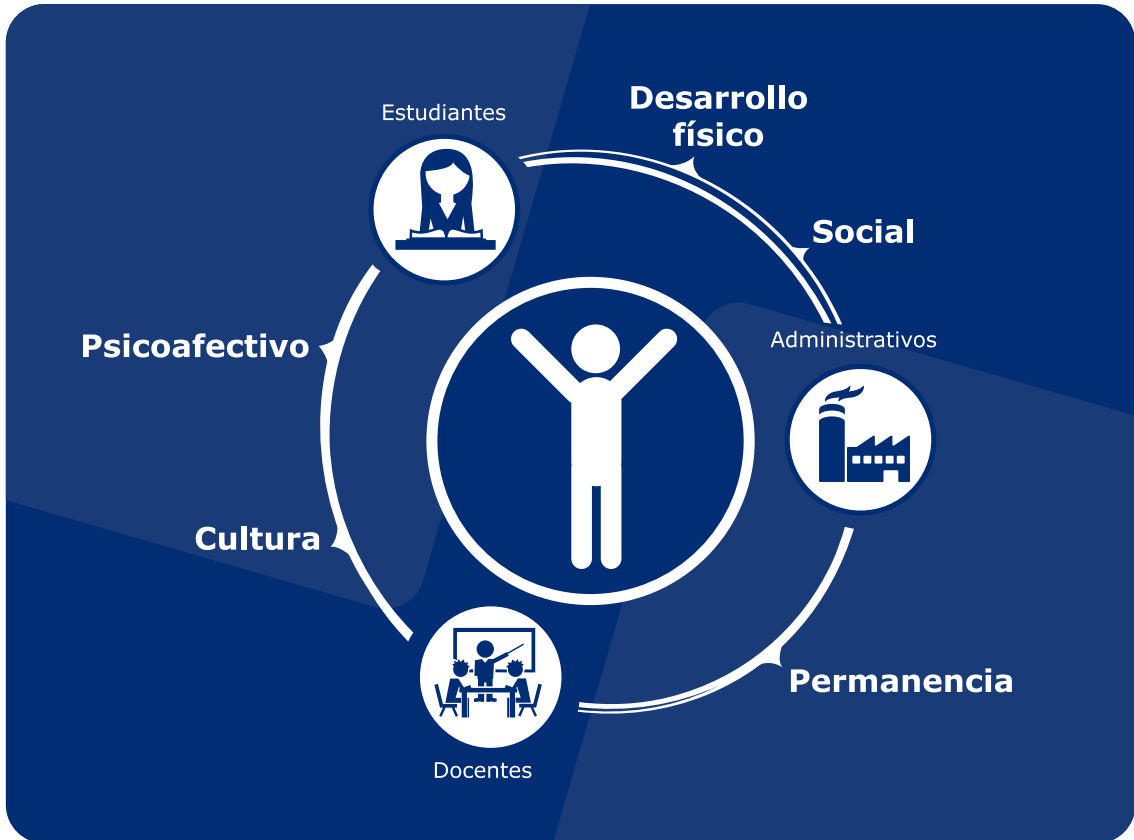 Desarrollo
físico
Estudiantes
Social
Administrativos
Psicoafectivo
Cultura
Permanencia
Docentes